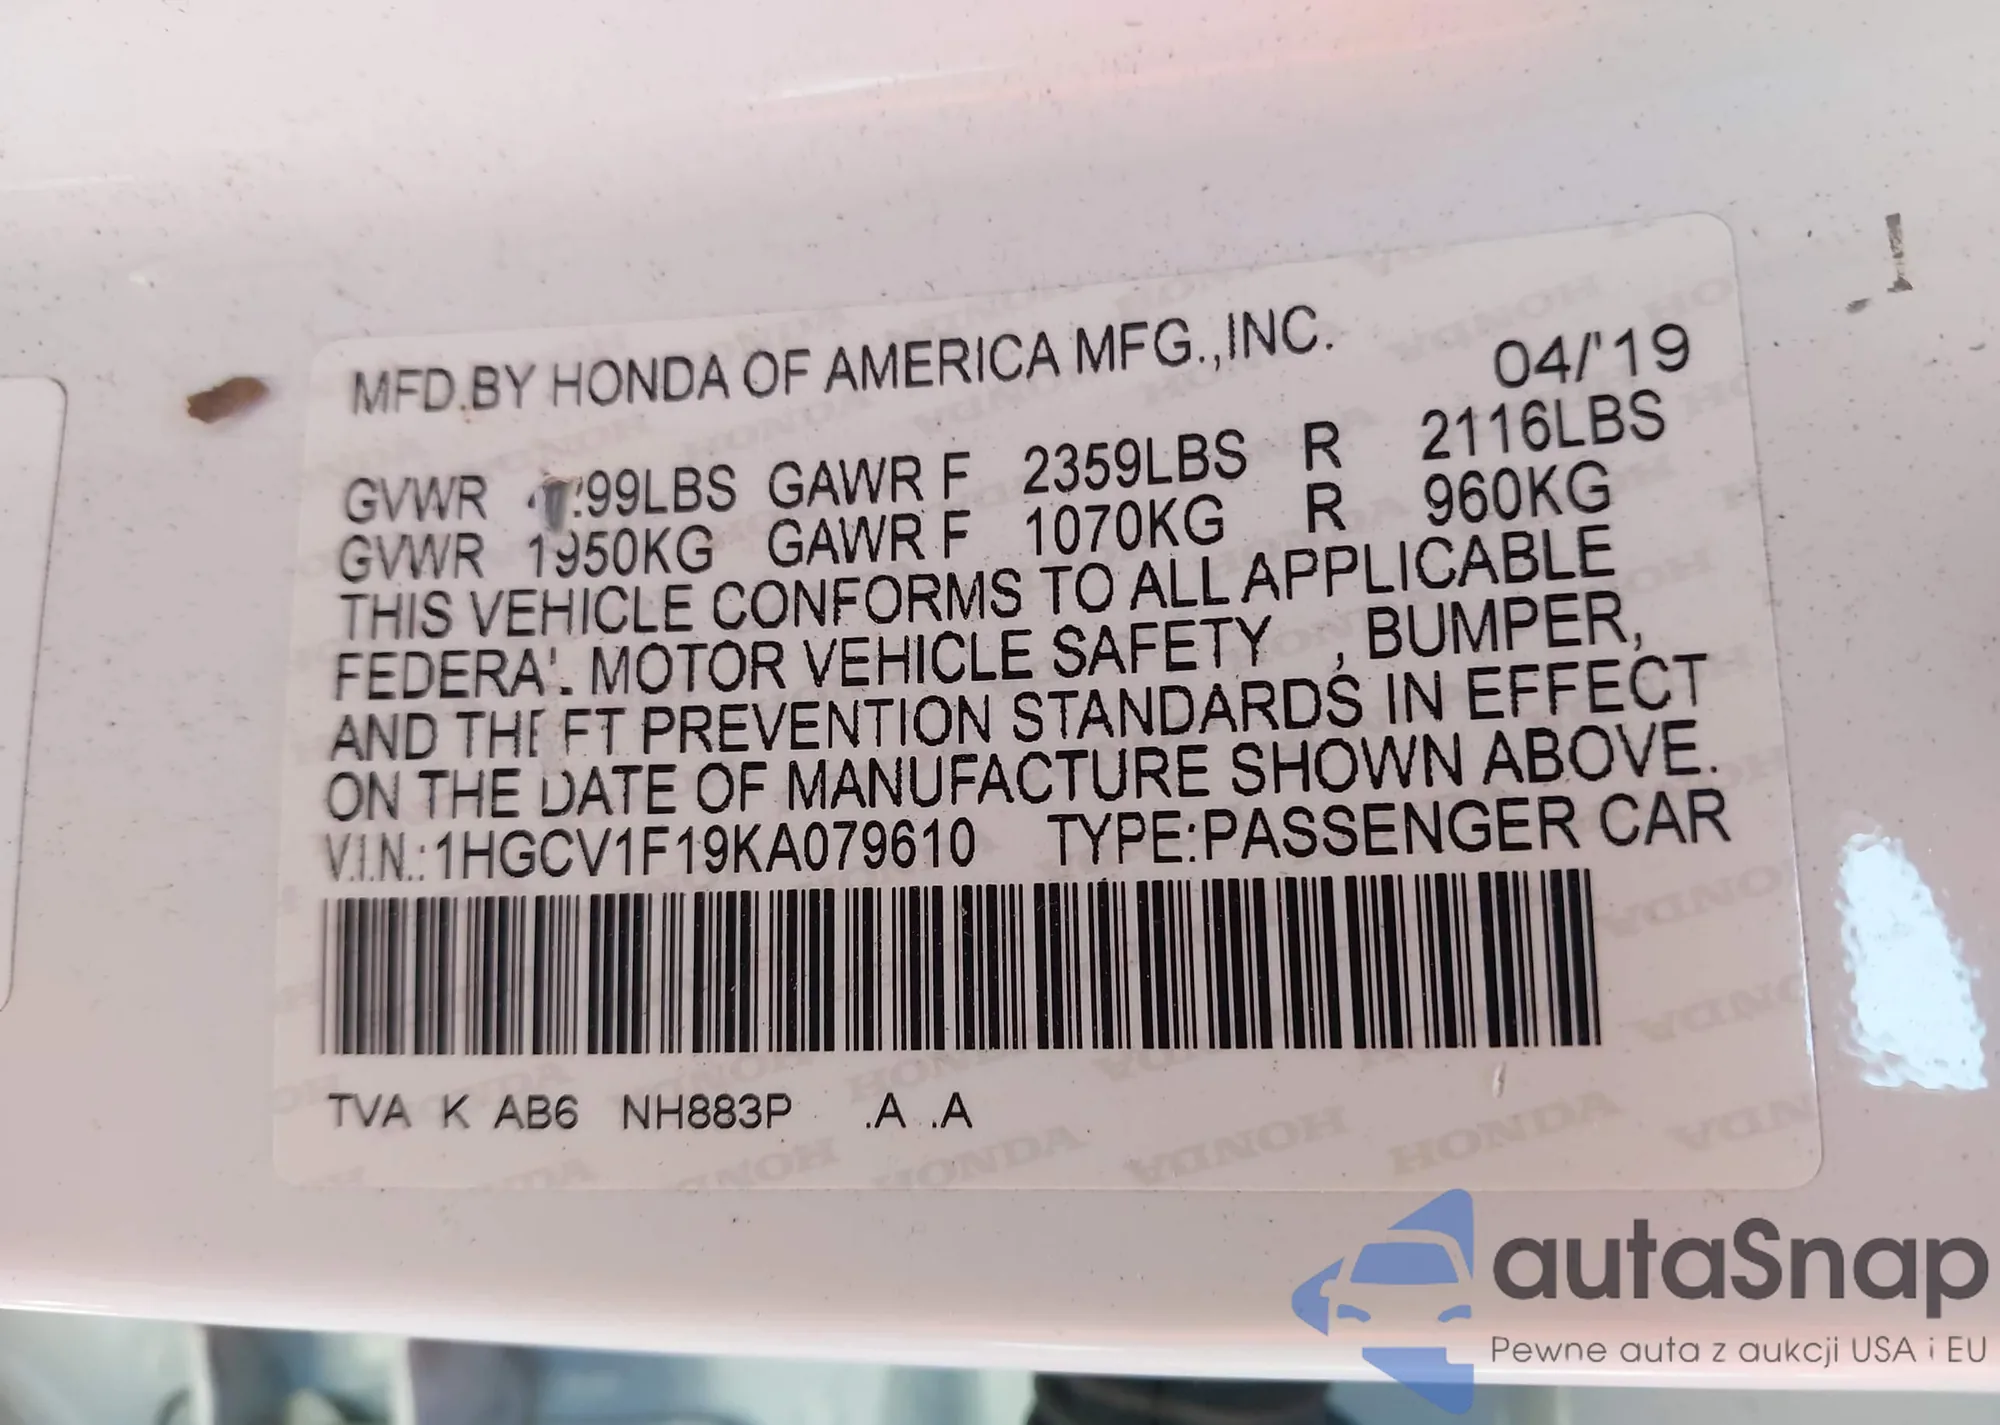 MFD.BY HONDA OF AMERICA MFG.,INC. 04/'19
GVWR GAWR F 2359LBS R 2116LBS
GVWR 1950KG GAWR F 1070KG R 960KG
THIS VEHICLE CONFORMS TO ALL APPLICABLE
FEDERAL MOTOR VEHICLE SAFETY , BUMPER,
AND THEFT PREVENTION STANDARDS IN EFFECT
ON THE DATE OF MANUFACTURE SHOWN ABOVE.
V.I.N.:1HGCV1F19KA079610 TYPE:PASSENGER CAR
TVA K AB6 NH883P .A .A
autaSnap
Pewne auta z aukcji USA i EU